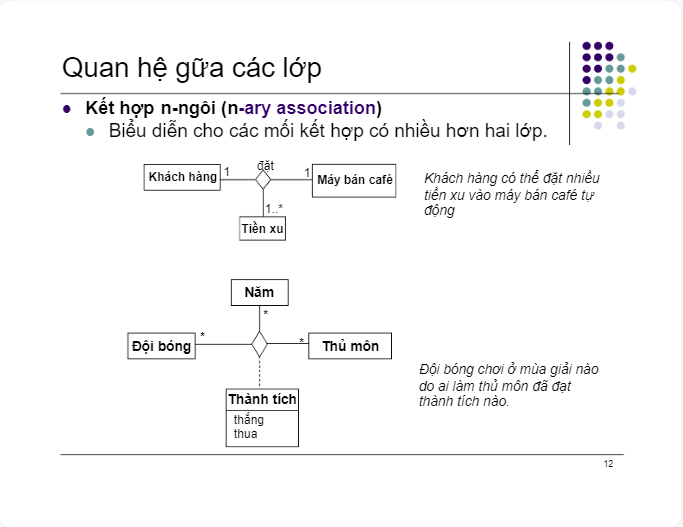 Quan hệ gữa các lớp
Kết hợp n-ngôi (n-ary association)
Biểu diễn cho các mối kết hợp có nhiều hơn hai lớp.
đặt
Khách hàng
1
1
Máy bán café
1..*
Tiền xu
Khách hàng có thể đặt nhiều
tiền xu vào máy bán café tự
động
Năm
*
Đội bóng
*
*
Thủ môn
Thành tích
thắng
thua
Đội bóng chơi ở mùa giải nào
do ai làm thủ môn đã đạt
thành tích nào.
12